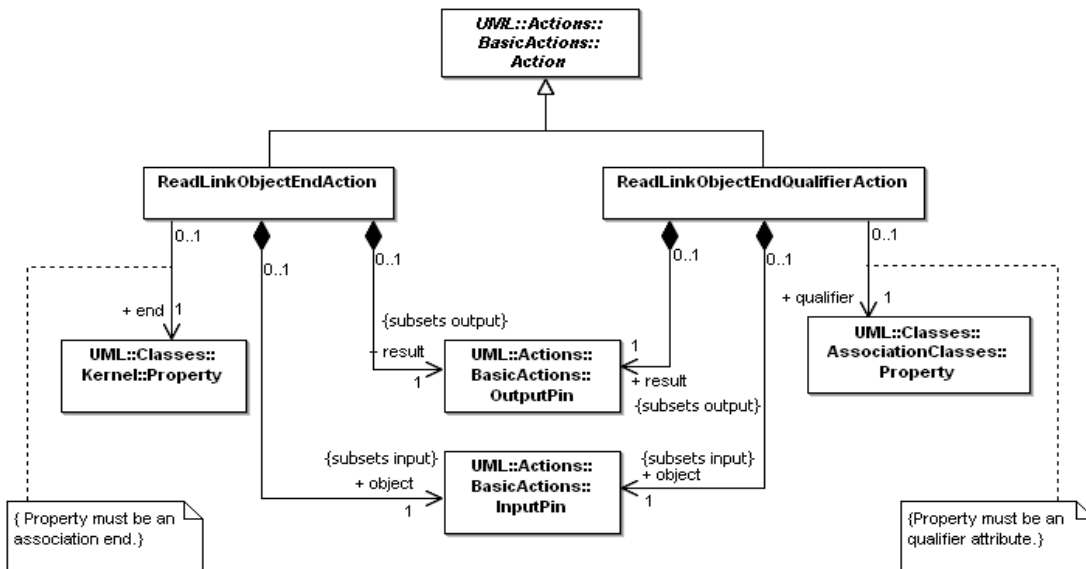 UML::Actions::
BasicActions::
Action
ReadLinkObjectEndAction
ReadLinkObjectEndQualifierAction
0..1
0..1
0..1
0..1
0..1
0..1
+ end
1
+ qualifier
1
UML::Classes::
Kernel::Property
{subsets output}
+ result
1
UML::Actions::
BasicActions::
OutputPin
1
+ result
{subsets output}
UML::Classes::
AssociationClasses::
Property
{subsets input}
+ object
1
UML::Actions::
BasicActions::
InputPin
{subsets input}
+ object
1
{ Property must be an
association end.}
{Property must be an
qualifier attribute.}